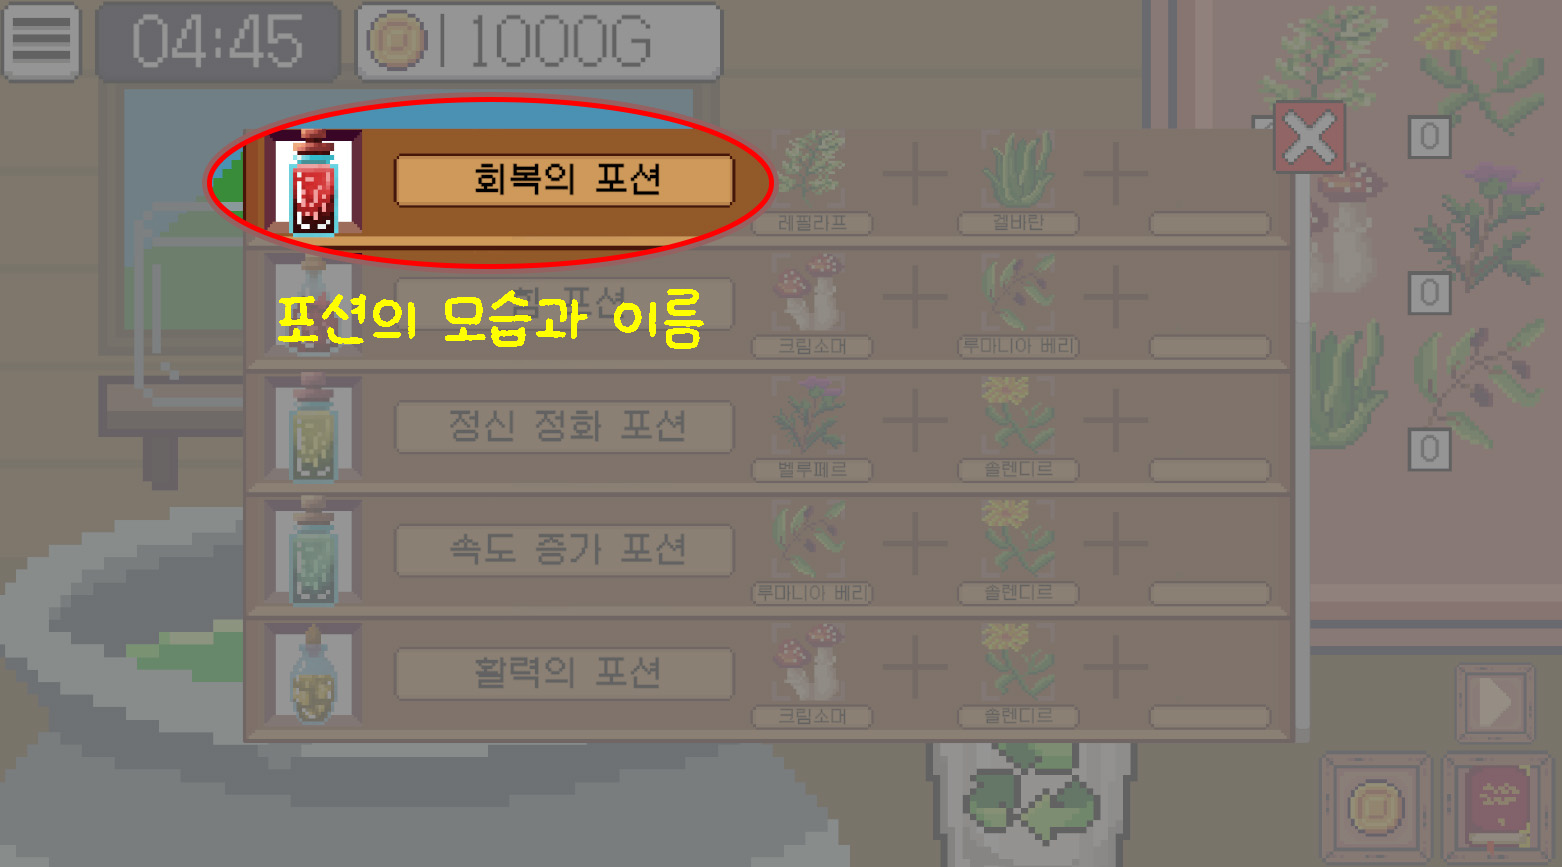 04:45
1000G
0
0
0
회복의 포션
레필리프
겔바탄
포션의 모습과 이름
힘 포션
크림소머
루마니아 베리
정신 정화 포션
벨루페르
솔렌디르
속도 증가 포션
루마니아 베리
솔렌디르
활력의 포션
크림소머
솔렌디르